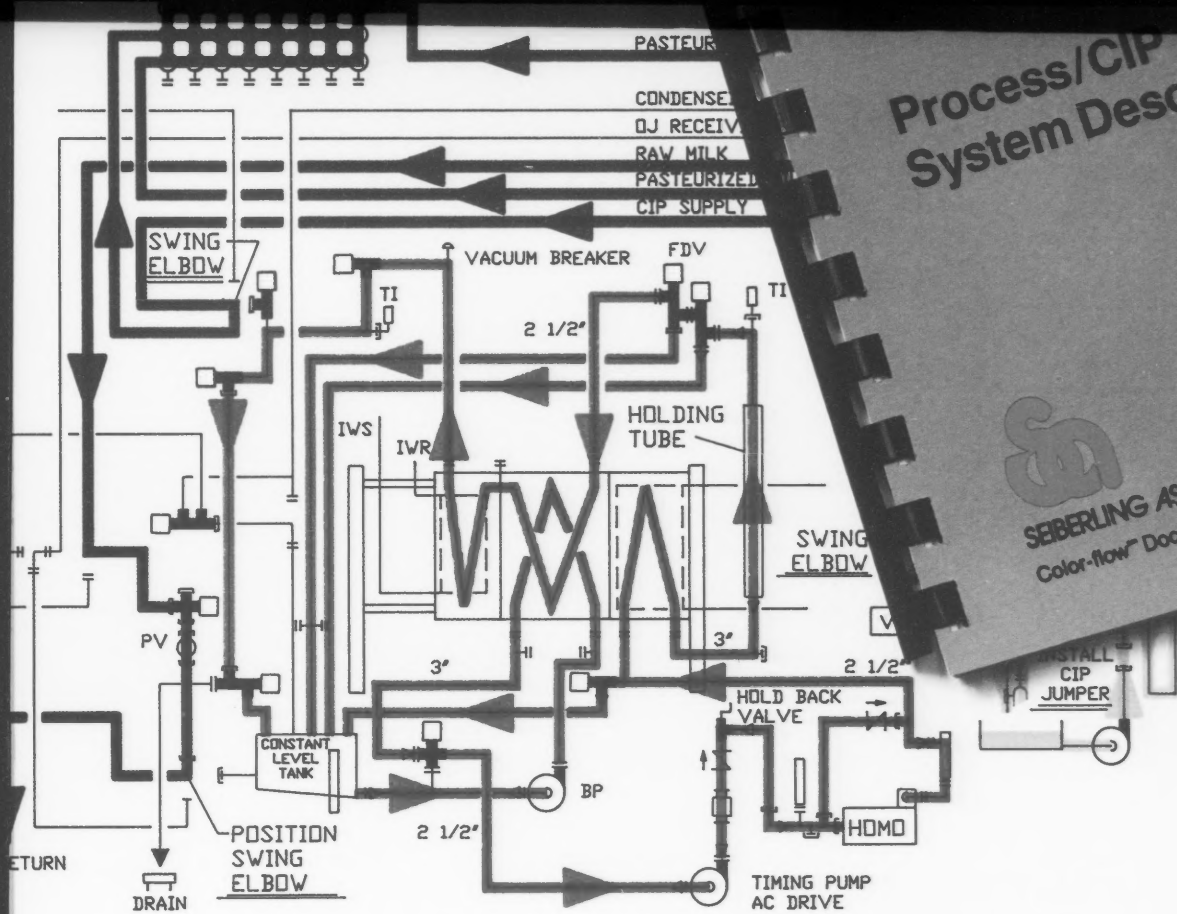 PASTEUR
CONDENSE
OJ RECEIV
RAW MILK
PASTEURIZED
CIP SUPPLY
Process/CIP
System Desc
SWING
ELBOW
VACUUM BREAKER
FDV
TI
TI
2 1/2"
HOLDING
TUBE
IWS
IWR
SEIBERLING AS
Color-flow™ Doc
SWING
ELBOW
PV
3"
3"
2 1/2"
V
INSTALL
CIP
JUMPER
HOLD BACK
VALVE
CONSTANT
LEVEL
TANK
BP
2 1/2"
HOMO
POSITION
SWING
ELBOW
ETURN
DRAIN
TIMING PUMP
AC DRIVE